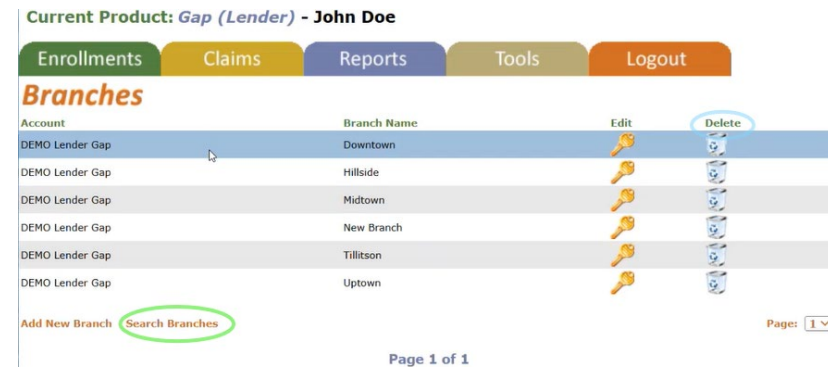 Current Product: Gap (Lender) - John Doe
Enrollments Claims Reports Tools Logout
Branches
Account Branch Name Edit Delete
DEMO Lender Gap Downtown
DEMO Lender Gap Hillside
DEMO Lender Gap Midtown
DEMO Lender Gap New Branch
DEMO Lender Gap Tillitson
DEMO Lender Gap Uptown
Add New Branch Search Branches Page: 1
Page 1 of 1